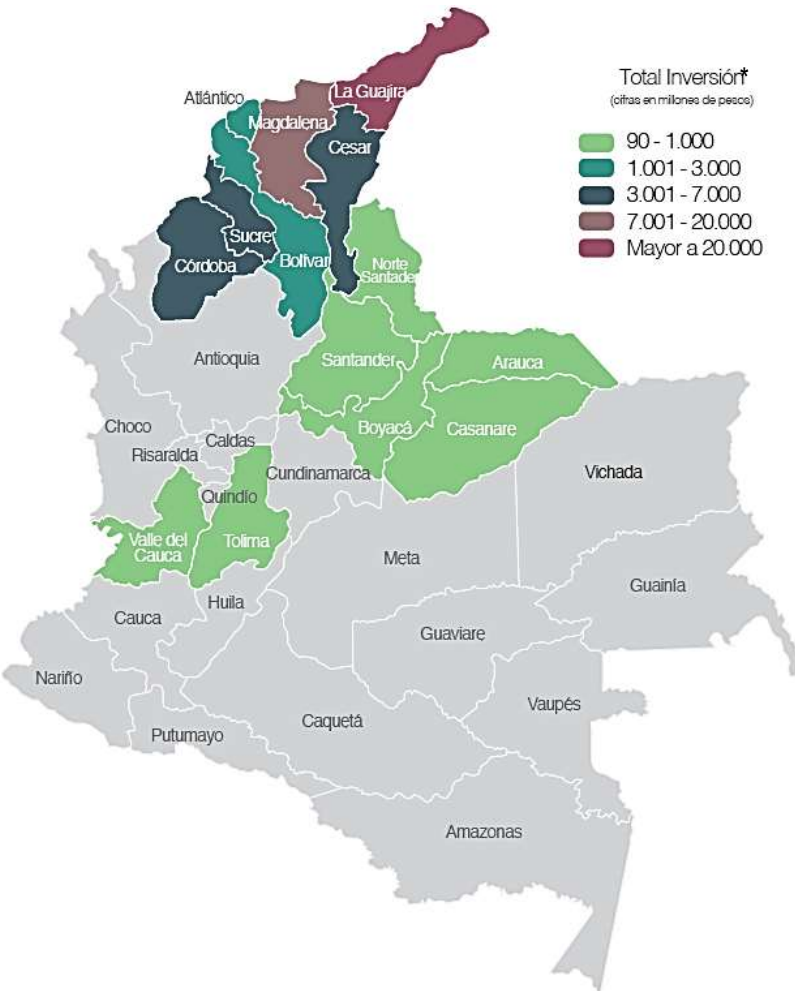 Total Inversión*
(cifras en millones de pesos)
90 - 1.000
1.001 - 3.000
3.001 - 7.000
7.001 - 20.000
Mayor a 20.000
La Guajira
Atlántico
Magdalena
Cesar
Sucre
Córdoba
Bolívar
Norte
Santader
Antioquia
Santander
Arauca
Choco
Boyacá
Casanare
Caldas
Risaralda
Cundinamarca
Vichada
Quindío
Valle del
Cauca
Tolima
Meta
Guainía
Huila
Cauca
Guaviare
Nariño
Vaupés
Caquetá
Putumayo
Amazonas